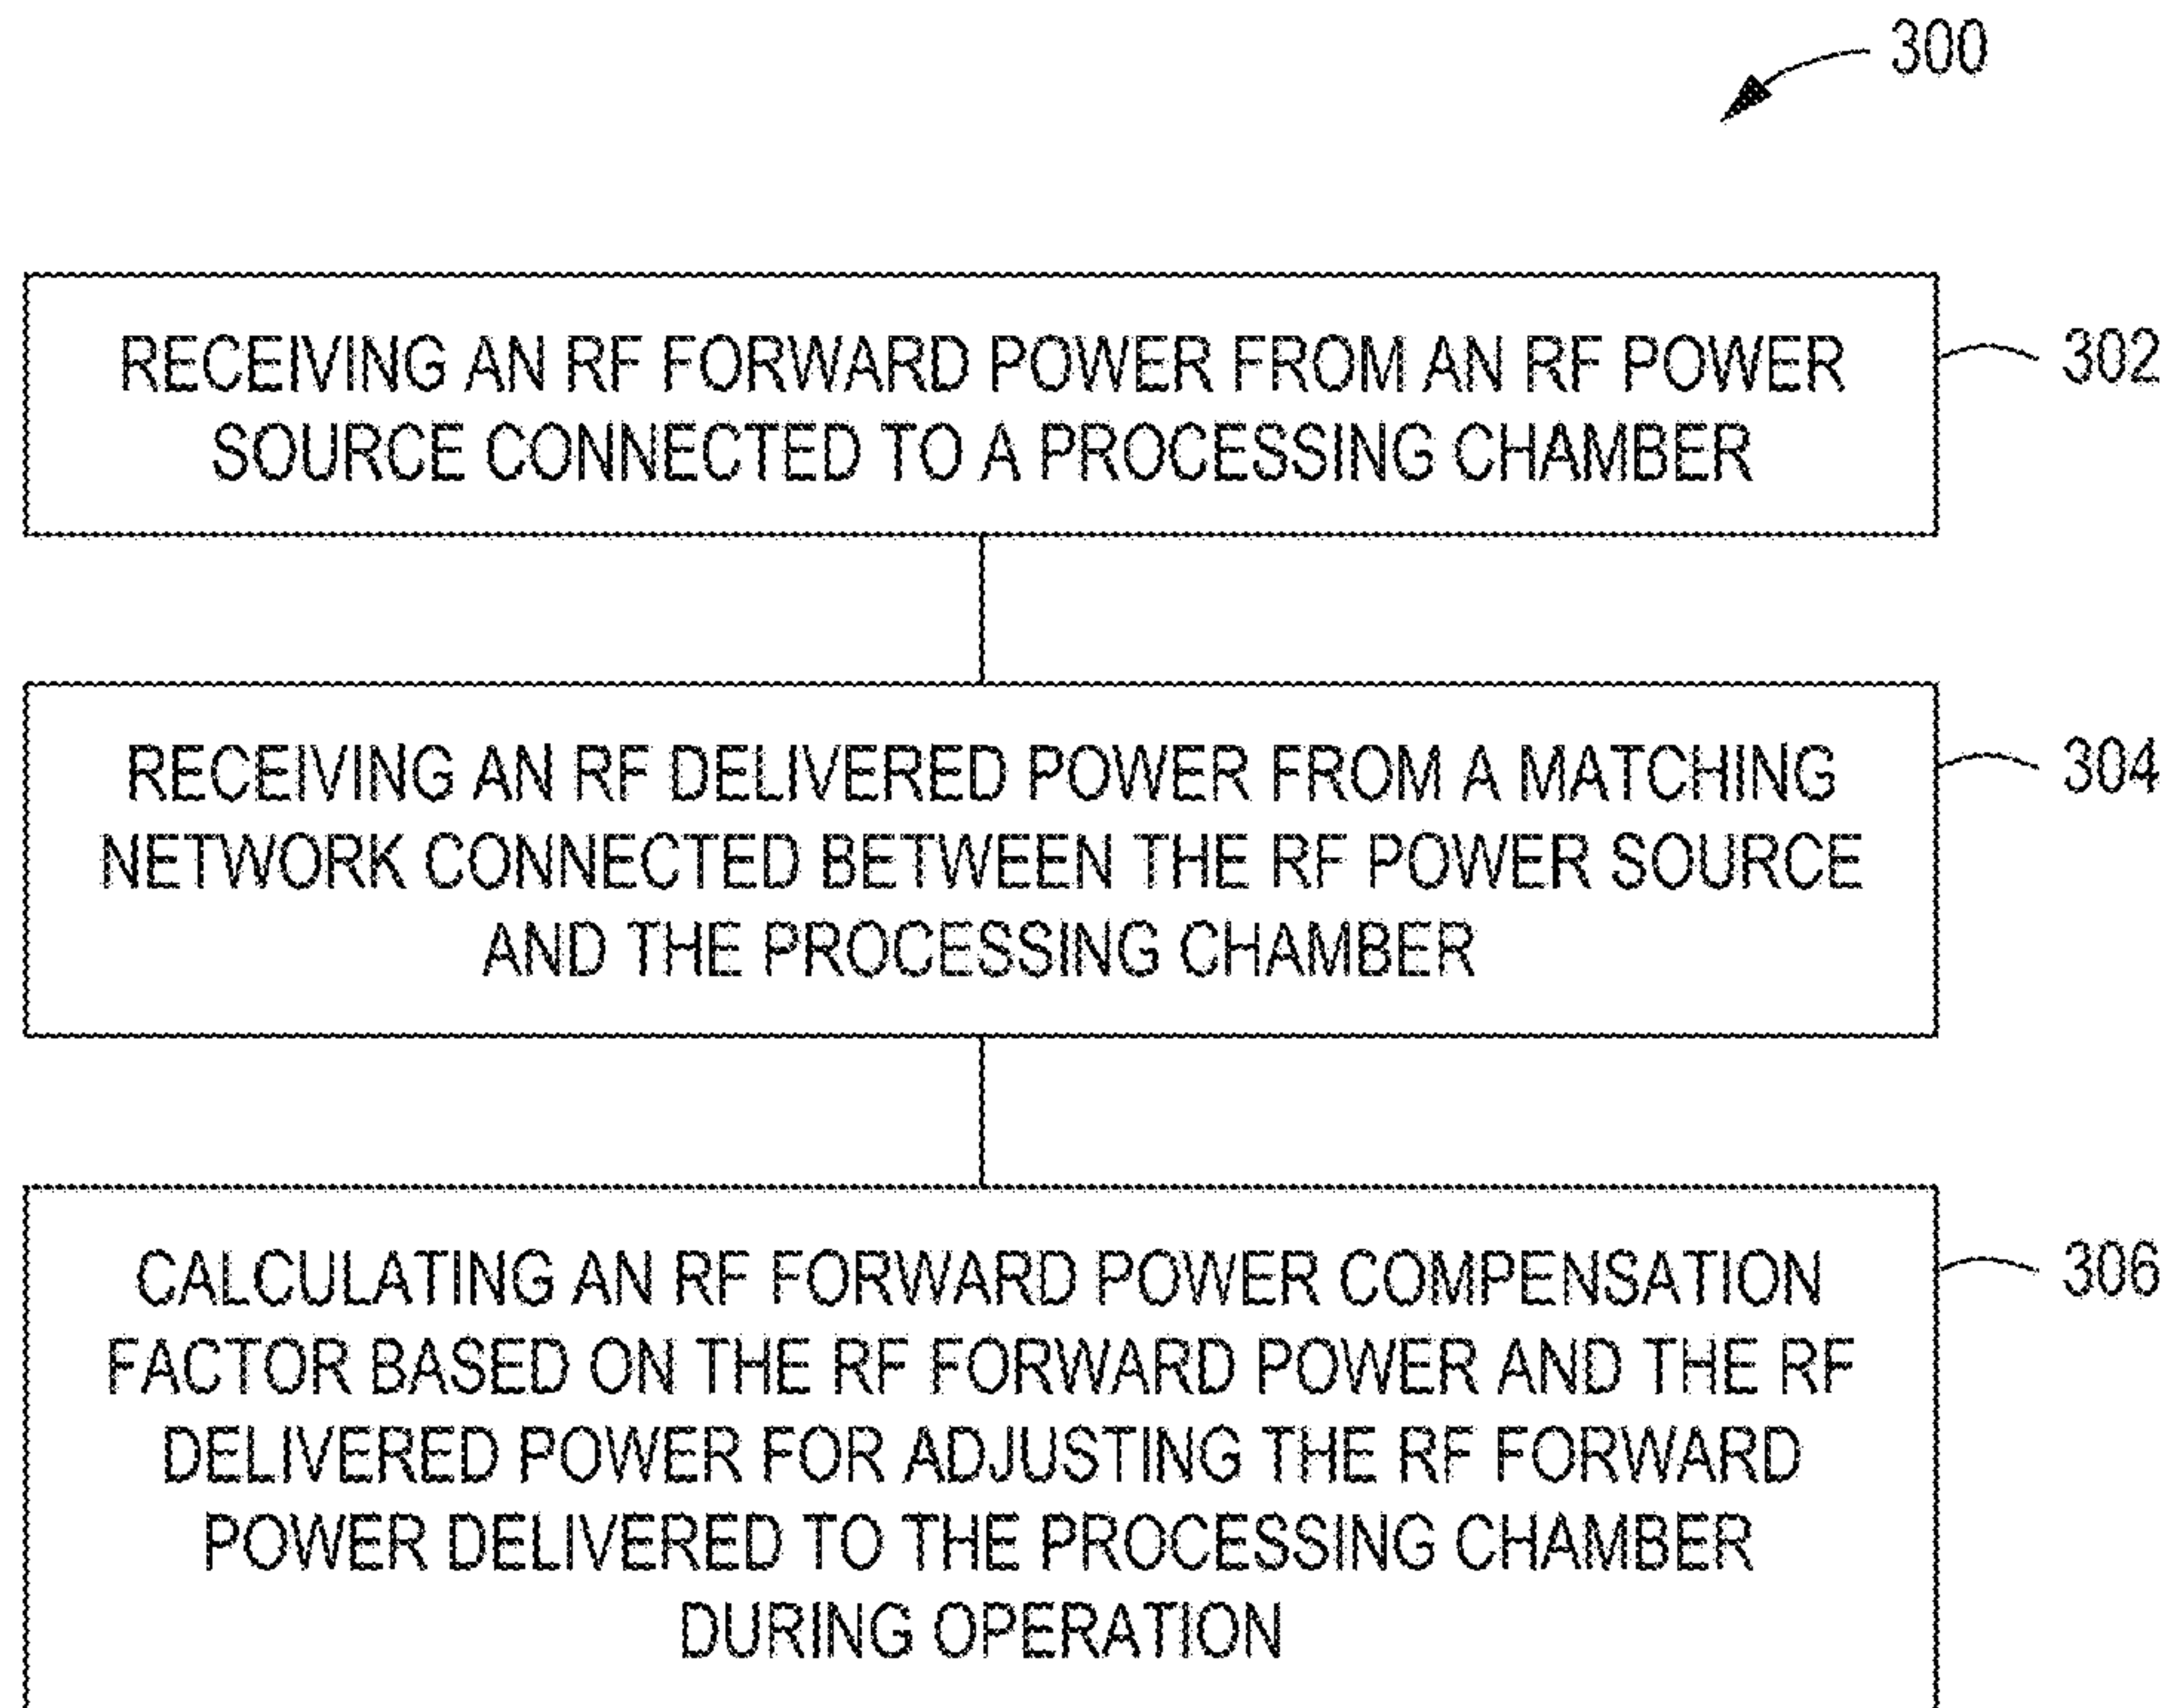 300
RECEIVING AN RF FORWARD POWER FROM AN RF POWER
SOURCE CONNECTED TO A PROCESSING CHAMBER
302
RECEIVING AN RF DELIVERED POWER FROM A MATCHING
NETWORK CONNECTED BETWEEN THE RF POWER SOURCE
AND THE PROCESSING CHAMBER
304
CALCULATING AN RF FORWARD POWER COMPENSATION
FACTOR BASED ON THE RF FORWARD POWER AND THE RF
DELIVERED POWER FOR ADJUSTING THE RF FORWARD
POWER DELIVERED TO THE PROCESSING CHAMBER
DURING OPERATION
306